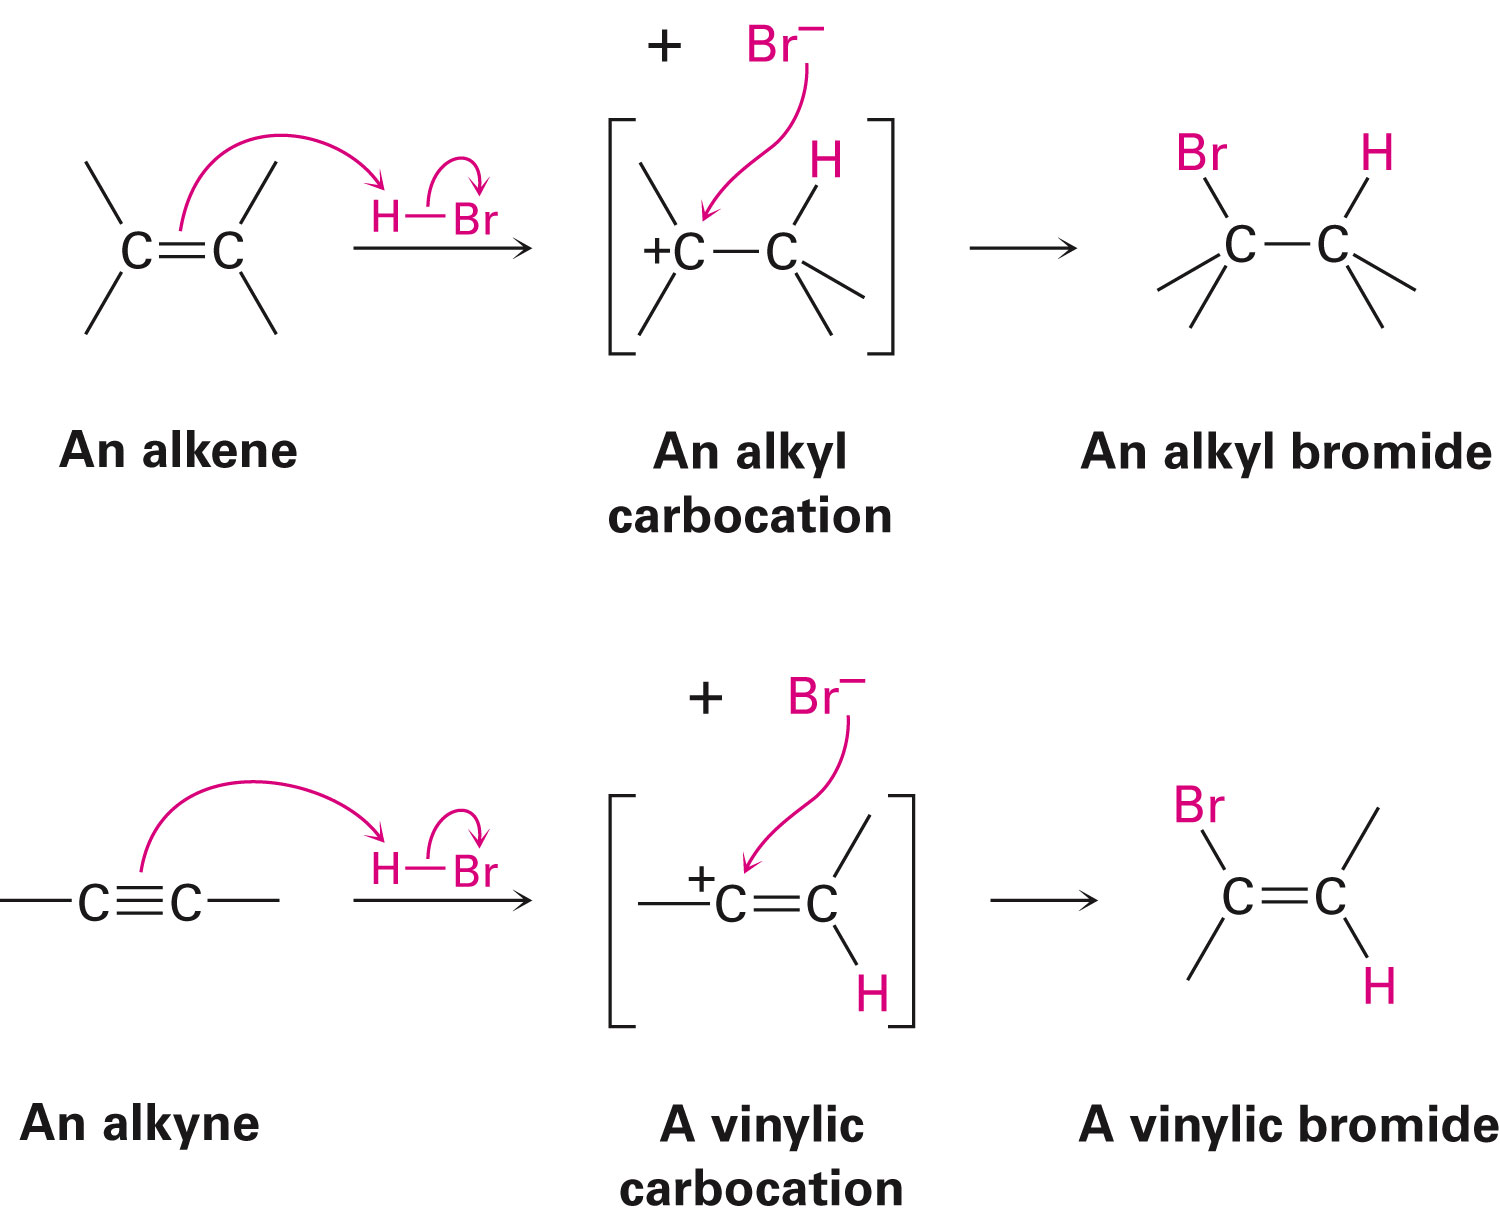 + Br–
H
Br H
H–Br
C=C
+C–C
C–C
An alkene
An alkyl
carbocation
An alkyl bromide
+ Br–
Br
H–Br
+
C≡C
C=C
C=C
H
H
An alkyne
A vinylic
carbocation
A vinylic bromide